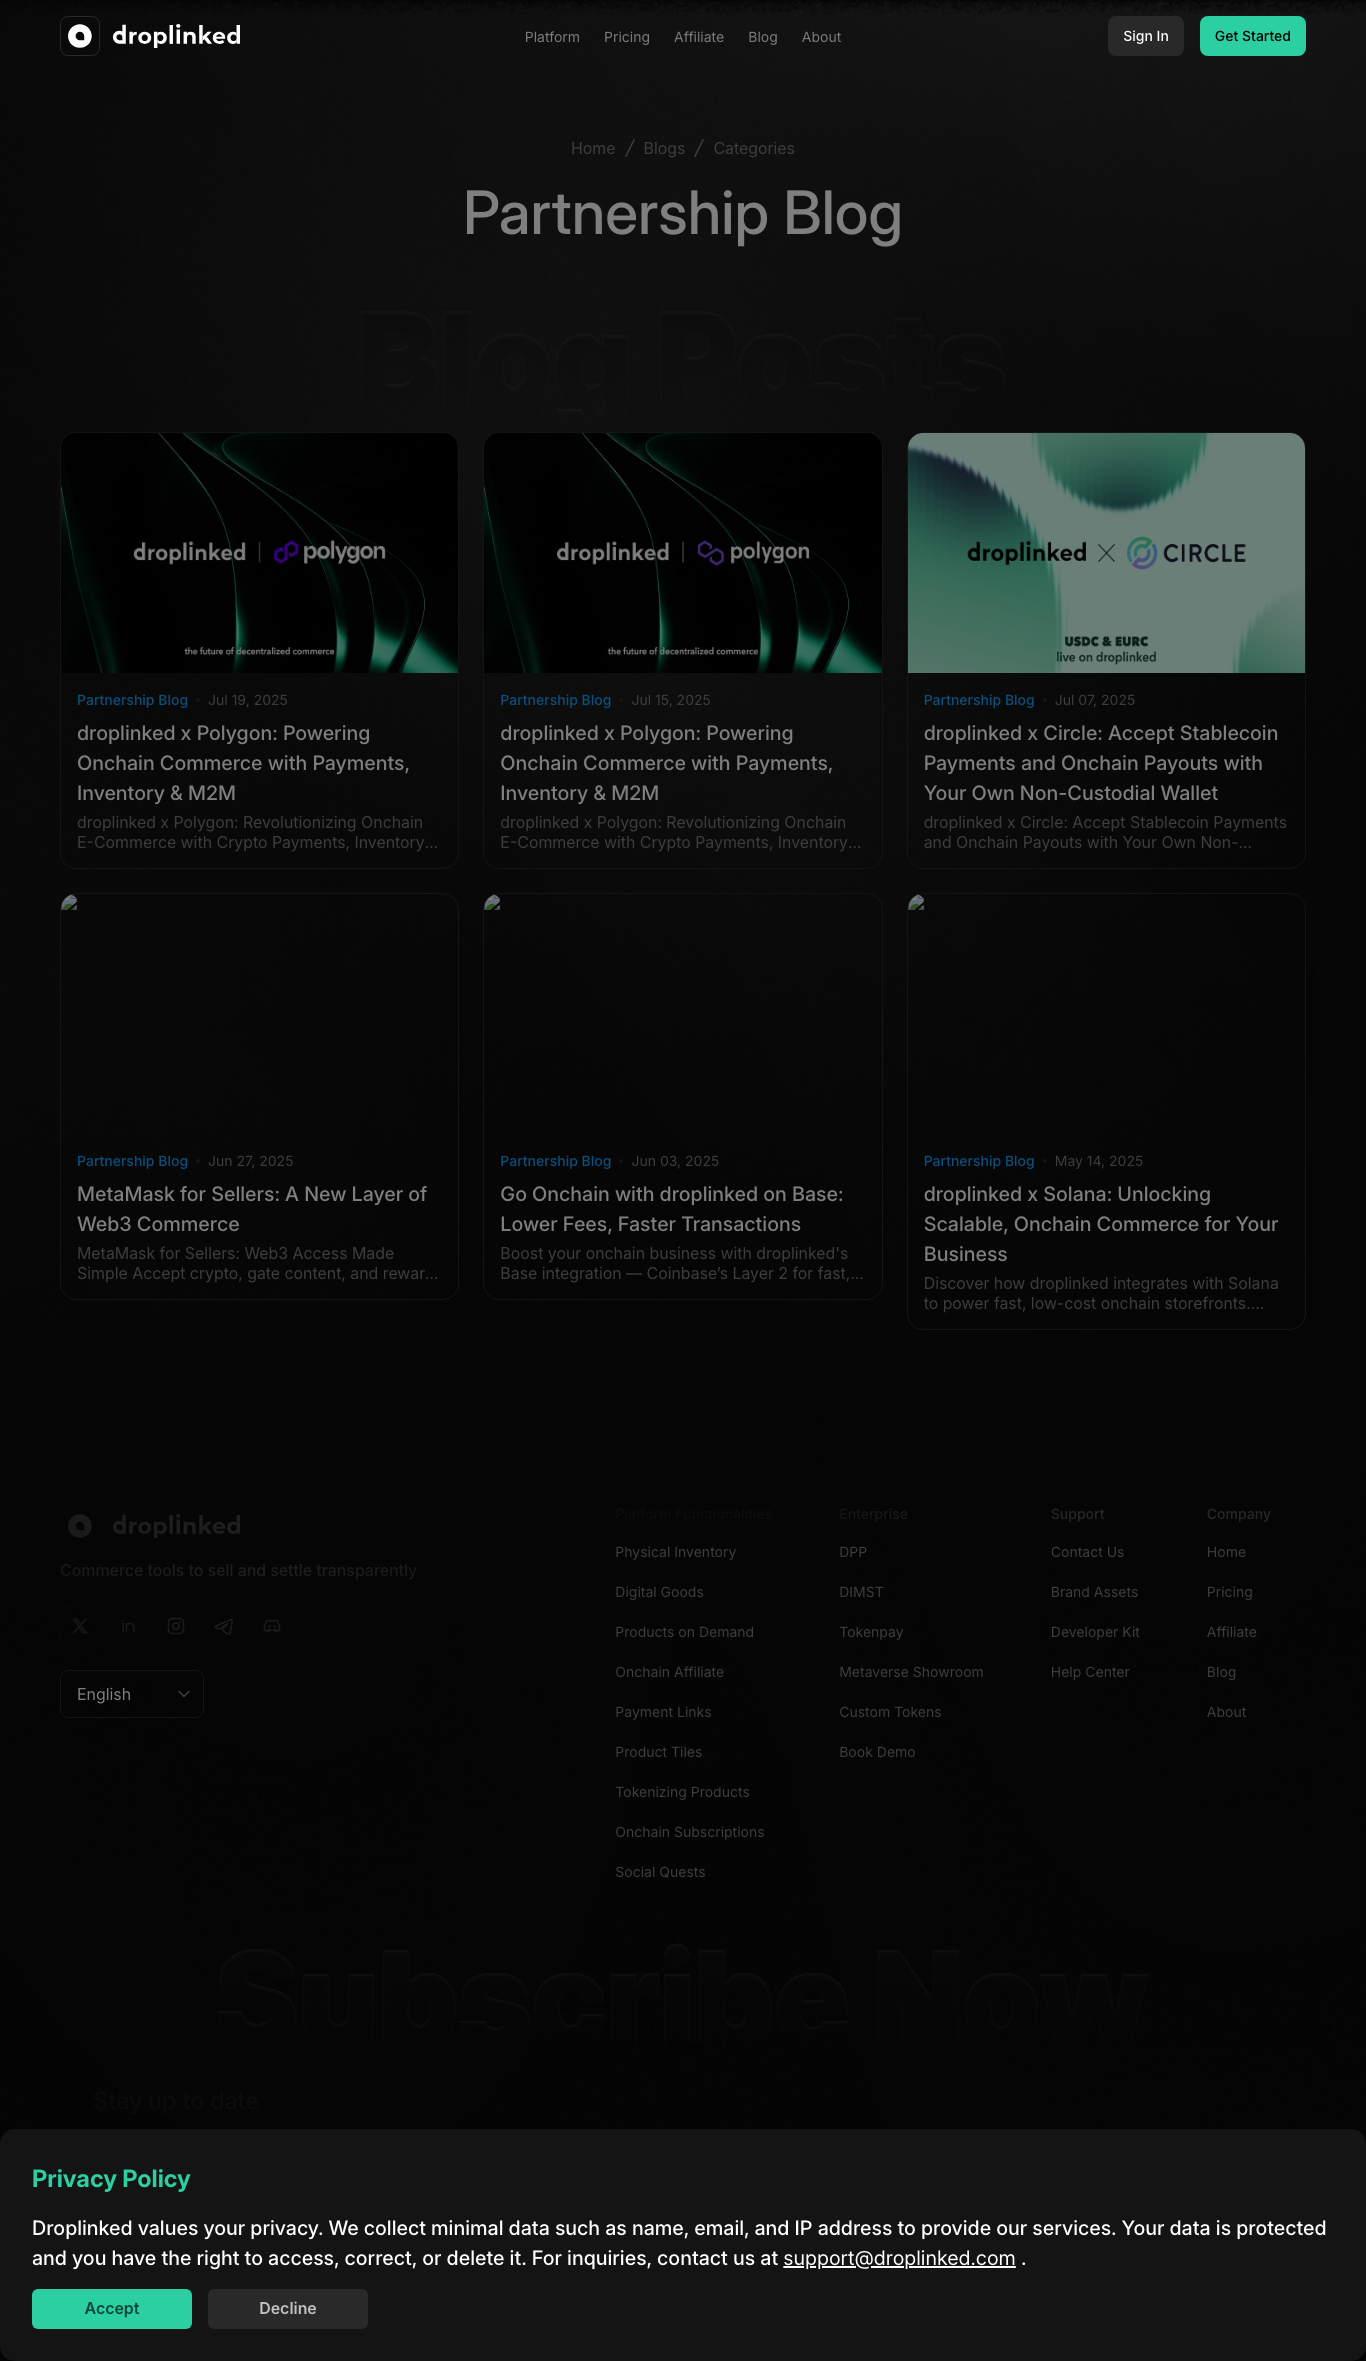 droplinked
Platform Pricing Affiliate Blog About
Sign In
Get Started
Home / Blogs / Categories
Partnership Blog
Blog Posts
droplinked | polygon
the future of decentralized commerce
Partnership Blog • Jul 19, 2025
droplinked x Polygon: Powering
Onchain Commerce with Payments,
Inventory & M2M
droplinked x Polygon: Revolutionizing Onchain
E-Commerce with Crypto Payments, Inventory...
droplinked | polygon
the future of decentralized commerce
Partnership Blog • Jul 15, 2025
droplinked x Polygon: Powering
Onchain Commerce with Payments,
Inventory & M2M
droplinked x Polygon: Revolutionizing Onchain
E-Commerce with Crypto Payments, Inventory...
droplinked X CIRCLE
USDC & EURC
live on droplinked
Partnership Blog • Jul 07, 2025
droplinked x Circle: Accept Stablecoin
Payments and Onchain Payouts with
Your Own Non-Custodial Wallet
droplinked x Circle: Accept Stablecoin Payments
and Onchain Payouts with Your Own Non-...
Partnership Blog • Jun 27, 2025
MetaMask for Sellers: A New Layer of
Web3 Commerce
MetaMask for Sellers: Web3 Access Made
Simple Accept crypto, gate content, and rewar...
Partnership Blog • Jun 03, 2025
Go Onchain with droplinked on Base:
Lower Fees, Faster Transactions
Boost your onchain business with droplinked's
Base integration — Coinbase’s Layer 2 for fast,...
Partnership Blog • May 14, 2025
droplinked x Solana: Unlocking
Scalable, Onchain Commerce for Your
Business
Discover how droplinked integrates with Solana
to power fast, low-cost onchain storefronts....
droplinked
Commerce tools to sell and settle transparently
English
Platform Functionalities
Physical Inventory
Digital Goods
Products on Demand
Onchain Affiliate
Payment Links
Product Tiles
Tokenizing Products
Onchain Subscriptions
Social Quests
Enterprise
DPP
DIMST
Tokenpay
Metaverse Showroom
Custom Tokens
Book Demo
Support
Contact Us
Brand Assets
Developer Kit
Help Center
Company
Home
Pricing
Affiliate
Blog
About
Subscribe Now
Stay up to date
Privacy Policy
Droplinked values your privacy. We collect minimal data such as name, email, and IP address to provide our services. Your data is protected
and you have the right to access, correct, or delete it. For inquiries, contact us at support@droplinked.com .
Accept
Decline